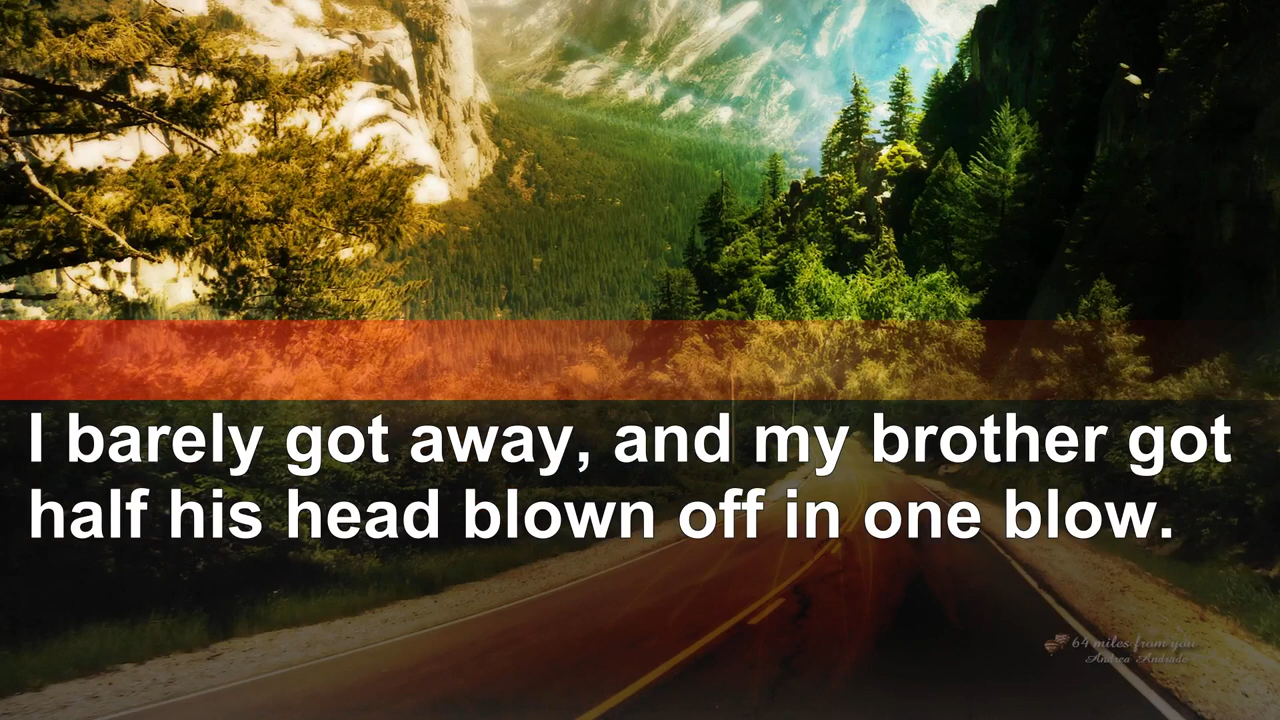 I barely got away, and my brother got
half his head blown off in one blow.
64 miles from you
Andrea Andrade